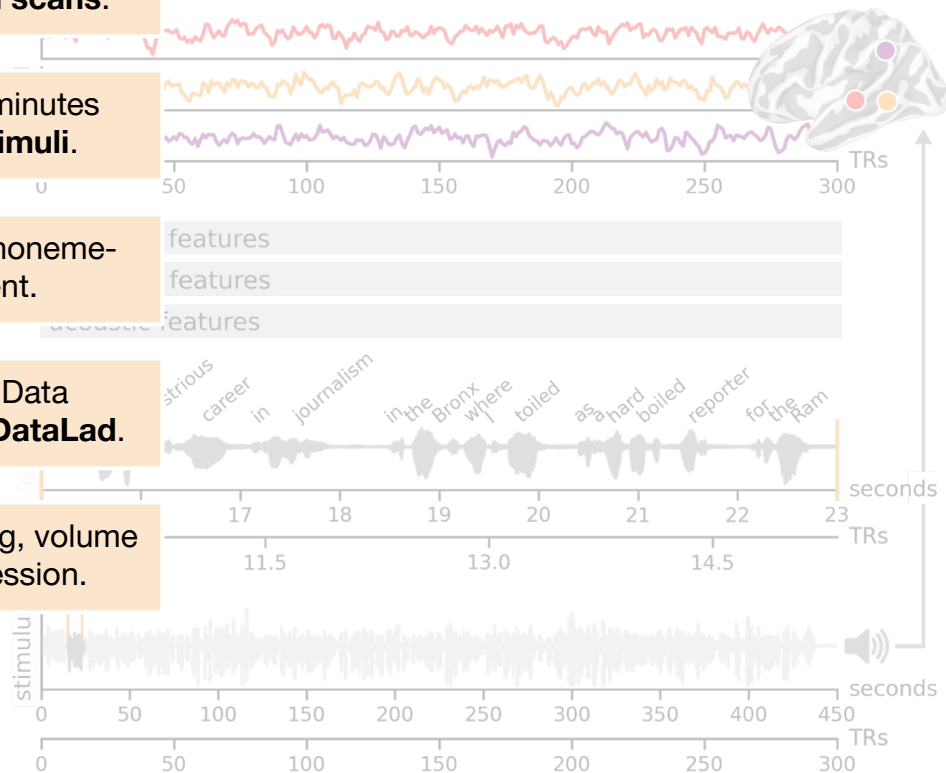 scans.
minutes
imuli.
TRs
0 50 100 150 200 250 300
features
noneme-
ent.
features
acoustic features
Data
DataLad.
strious career in journalism in the Bronx where I toiled as a hard boiled reporter for the Ram
seconds
17 18 19 20 21 22 23
TRs
11.5 13.0 14.5
g, volume
ession.
stimulu
seconds
0 50 100 150 200 250 300 350 400 450
TRs
0 50 100 150 200 250 300